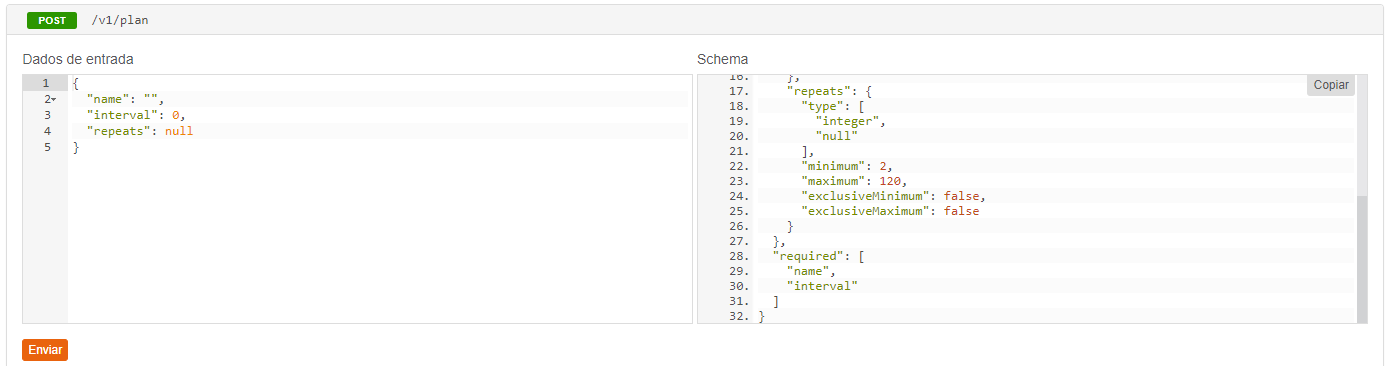 POST /v1/plan
Dados de entrada
1 {
2 "name": "",
3 "interval": 0,
4 "repeats": null
5 }
Schema
Copiar
16. },
17. "repeats": {
18. "type": [
19. "integer",
20. "null"
21. ],
22. "minimum": 2,
23. "maximum": 120,
24. "exclusiveMinimum": false,
25. "exclusiveMaximum": false
26. }
27. },
28. "required": [
29. "name",
30. "interval"
31. ]
32. }
Enviar